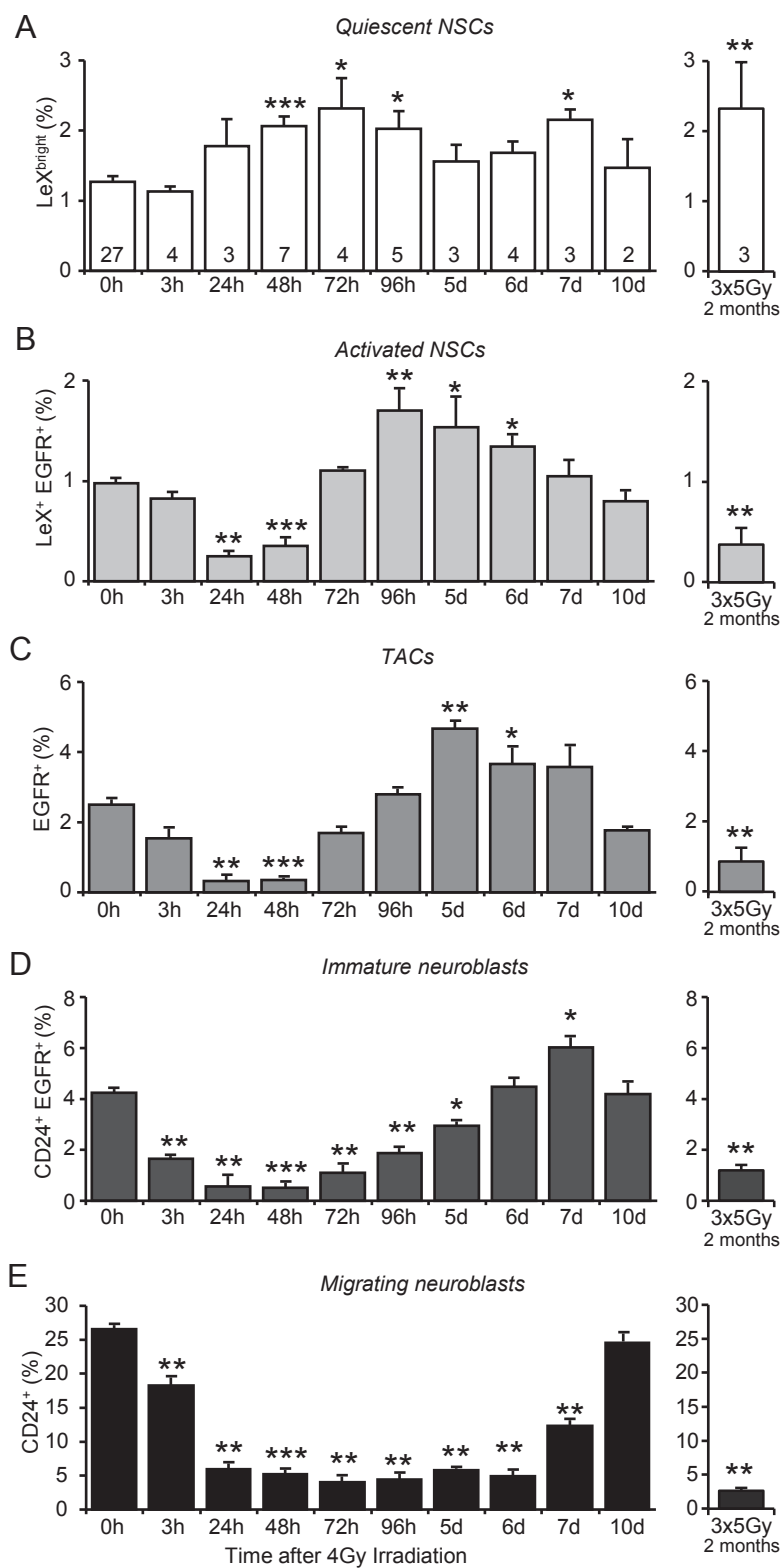 A
Quiescent NSCs
LeX^bright (%)
3
2
1
0
*** * * *
27 4 3 7 4 5 3 4 3 2
0h 3h 24h 48h 72h 96h 5d 6d 7d 10d
3
2
1
0
**
3
3x5Gy
2 months
B
Activated NSCs
LeX⁺ EGFR⁺ (%)
2
1
0
** *** ** * *
0h 3h 24h 48h 72h 96h 5d 6d 7d 10d
2
1
0
**
3x5Gy
2 months
C
TACs
EGFR⁺ (%)
6
4
2
0
** *** ** *
0h 3h 24h 48h 72h 96h 5d 6d 7d 10d
6
4
2
0
**
3x5Gy
2 months
D
Immature neuroblasts
CD24⁺ EGFR⁺ (%)
8
6
4
2
0
** ** *** ** ** * *
0h 3h 24h 48h 72h 96h 5d 6d 7d 10d
8
6
4
2
0
**
3x5Gy
2 months
E
Migrating neuroblasts
CD24⁺ (%)
30
25
20
15
10
5
0
** ** *** ** ** ** ** **
0h 3h 24h 48h 72h 96h 5d 6d 7d 10d
Time after 4Gy Irradiation
30
25
20
15
10
5
0
**
3x5Gy
2 months